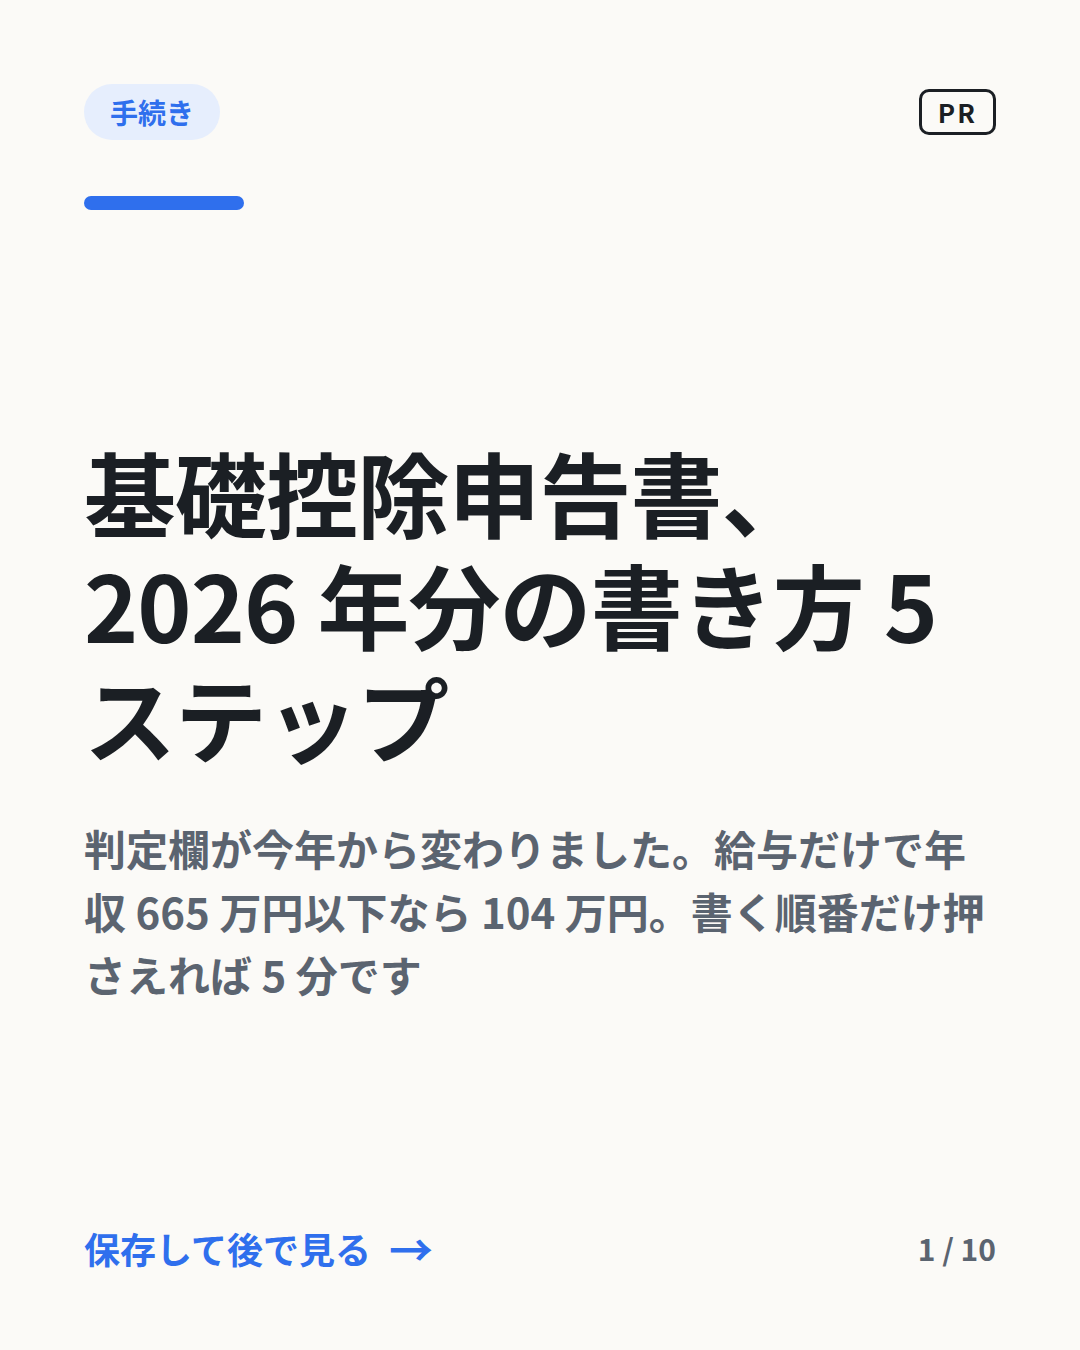 手続き
PR
基礎控除申告書、
2026 年分の書き方 5
ステップ
判定欄が今年から変わりました。給与だけで年
収 665 万円以下なら 104 万円。書く順番だけ押
さえれば 5 分です
保存して後で見る →
1 / 10